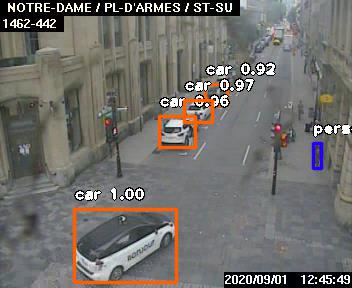 NOTRE-DAME / PL-D'ARMES / ST-SU
1462-442
car 0.92
car 0.97
car 0.96
pers
car 1.00
BONJOUR
2020/09/01 12:45:49